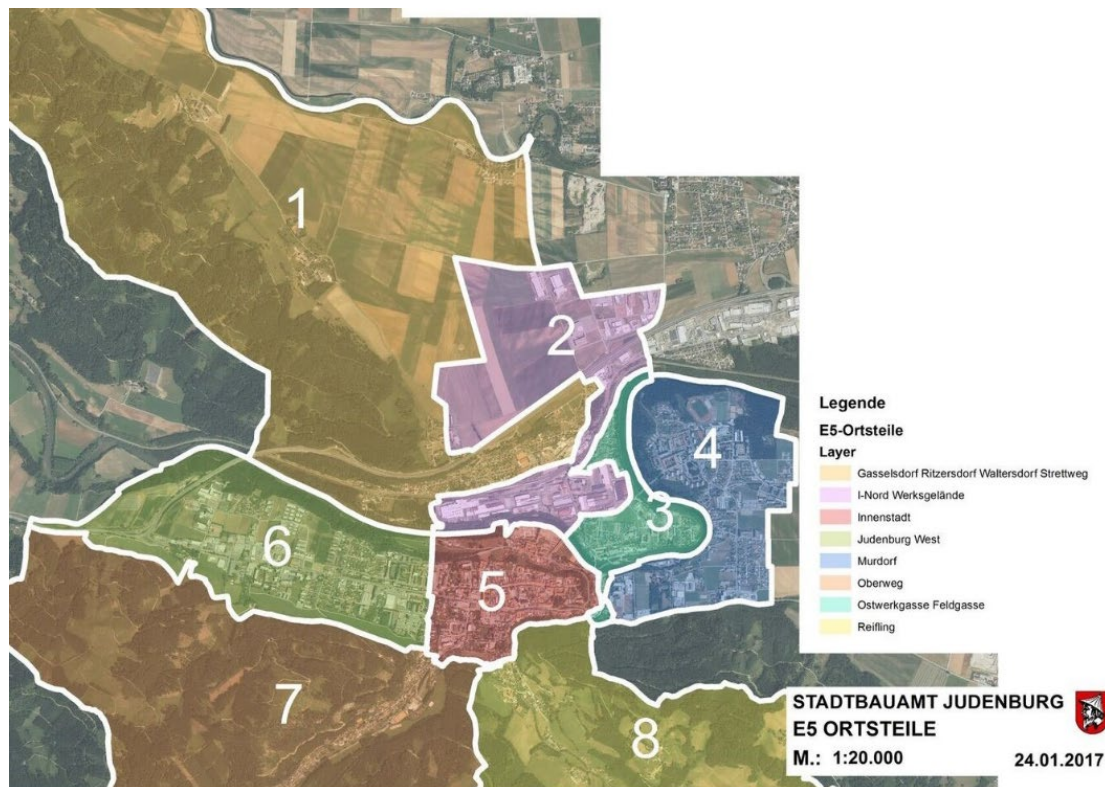 1
2
3
4
5
6
7
8
Legende
E5-Ortsteile
Layer
Gasselsdorf Ritzersdorf Waltersdorf Strettweg
I-Nord Werksgelände
Innenstadt
Judenburg West
Murdorf
Oberweg
Ostwerkgasse Feldgasse
Reifling
STADTBAUAMT JUDENBURG
E5 ORTSTEILE
M.: 1:20.000 24.01.2017